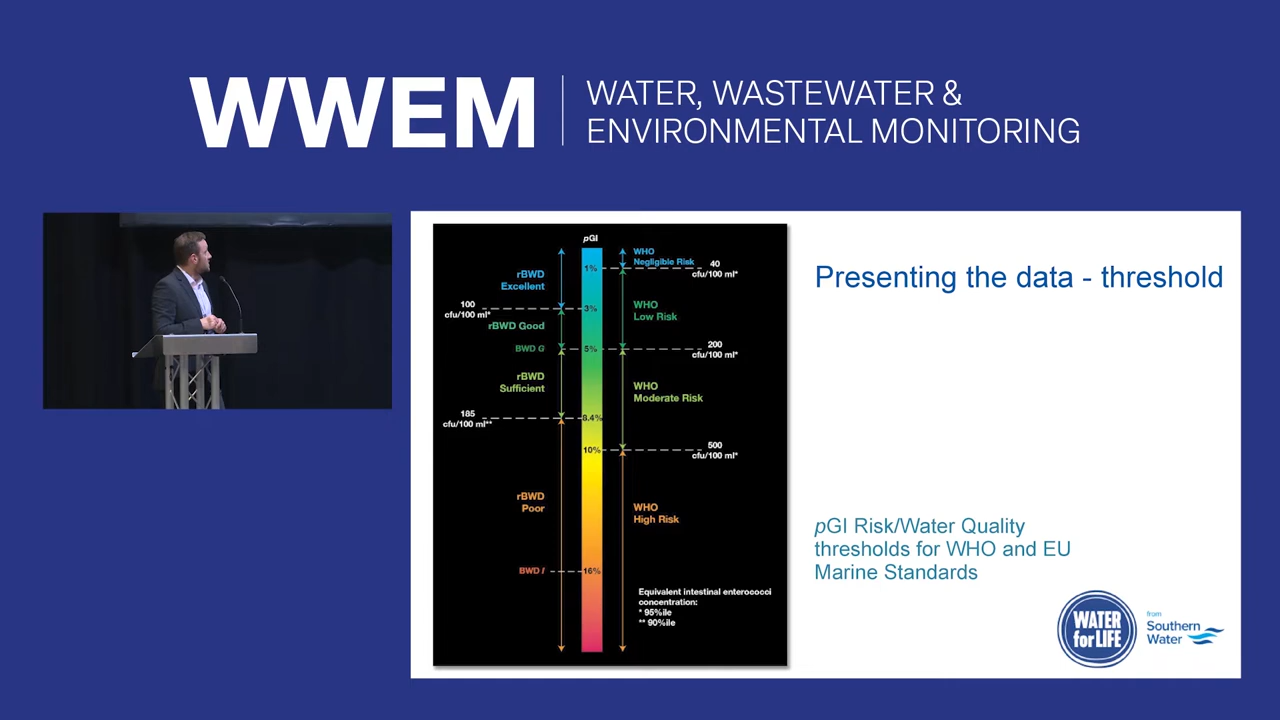 WWEM
WATER, WASTEWATER &
ENVIRONMENTAL MONITORING
pGI
WHO
Negligible Risk
40
cfu/100 ml*
1%
rBWD
Excellent
100
cfu/100 ml*
3%
WHO
Low Risk
rBWD Good
BWD G
5%
200
cfu/100 ml*
rBWD
Sufficient
WHO
Moderate Risk
185
cfu/100 ml**
8.4%
10%
500
cfu/100 ml*
rBWD
Poor
WHO
High Risk
BWD I
16%
Equivalent intestinal enterococci
concentration:
* 95%ile
** 90%ile
Presenting the data - threshold
pGI Risk/Water Quality
thresholds for WHO and EU
Marine Standards
WATER
for LIFE
from
Southern
Water